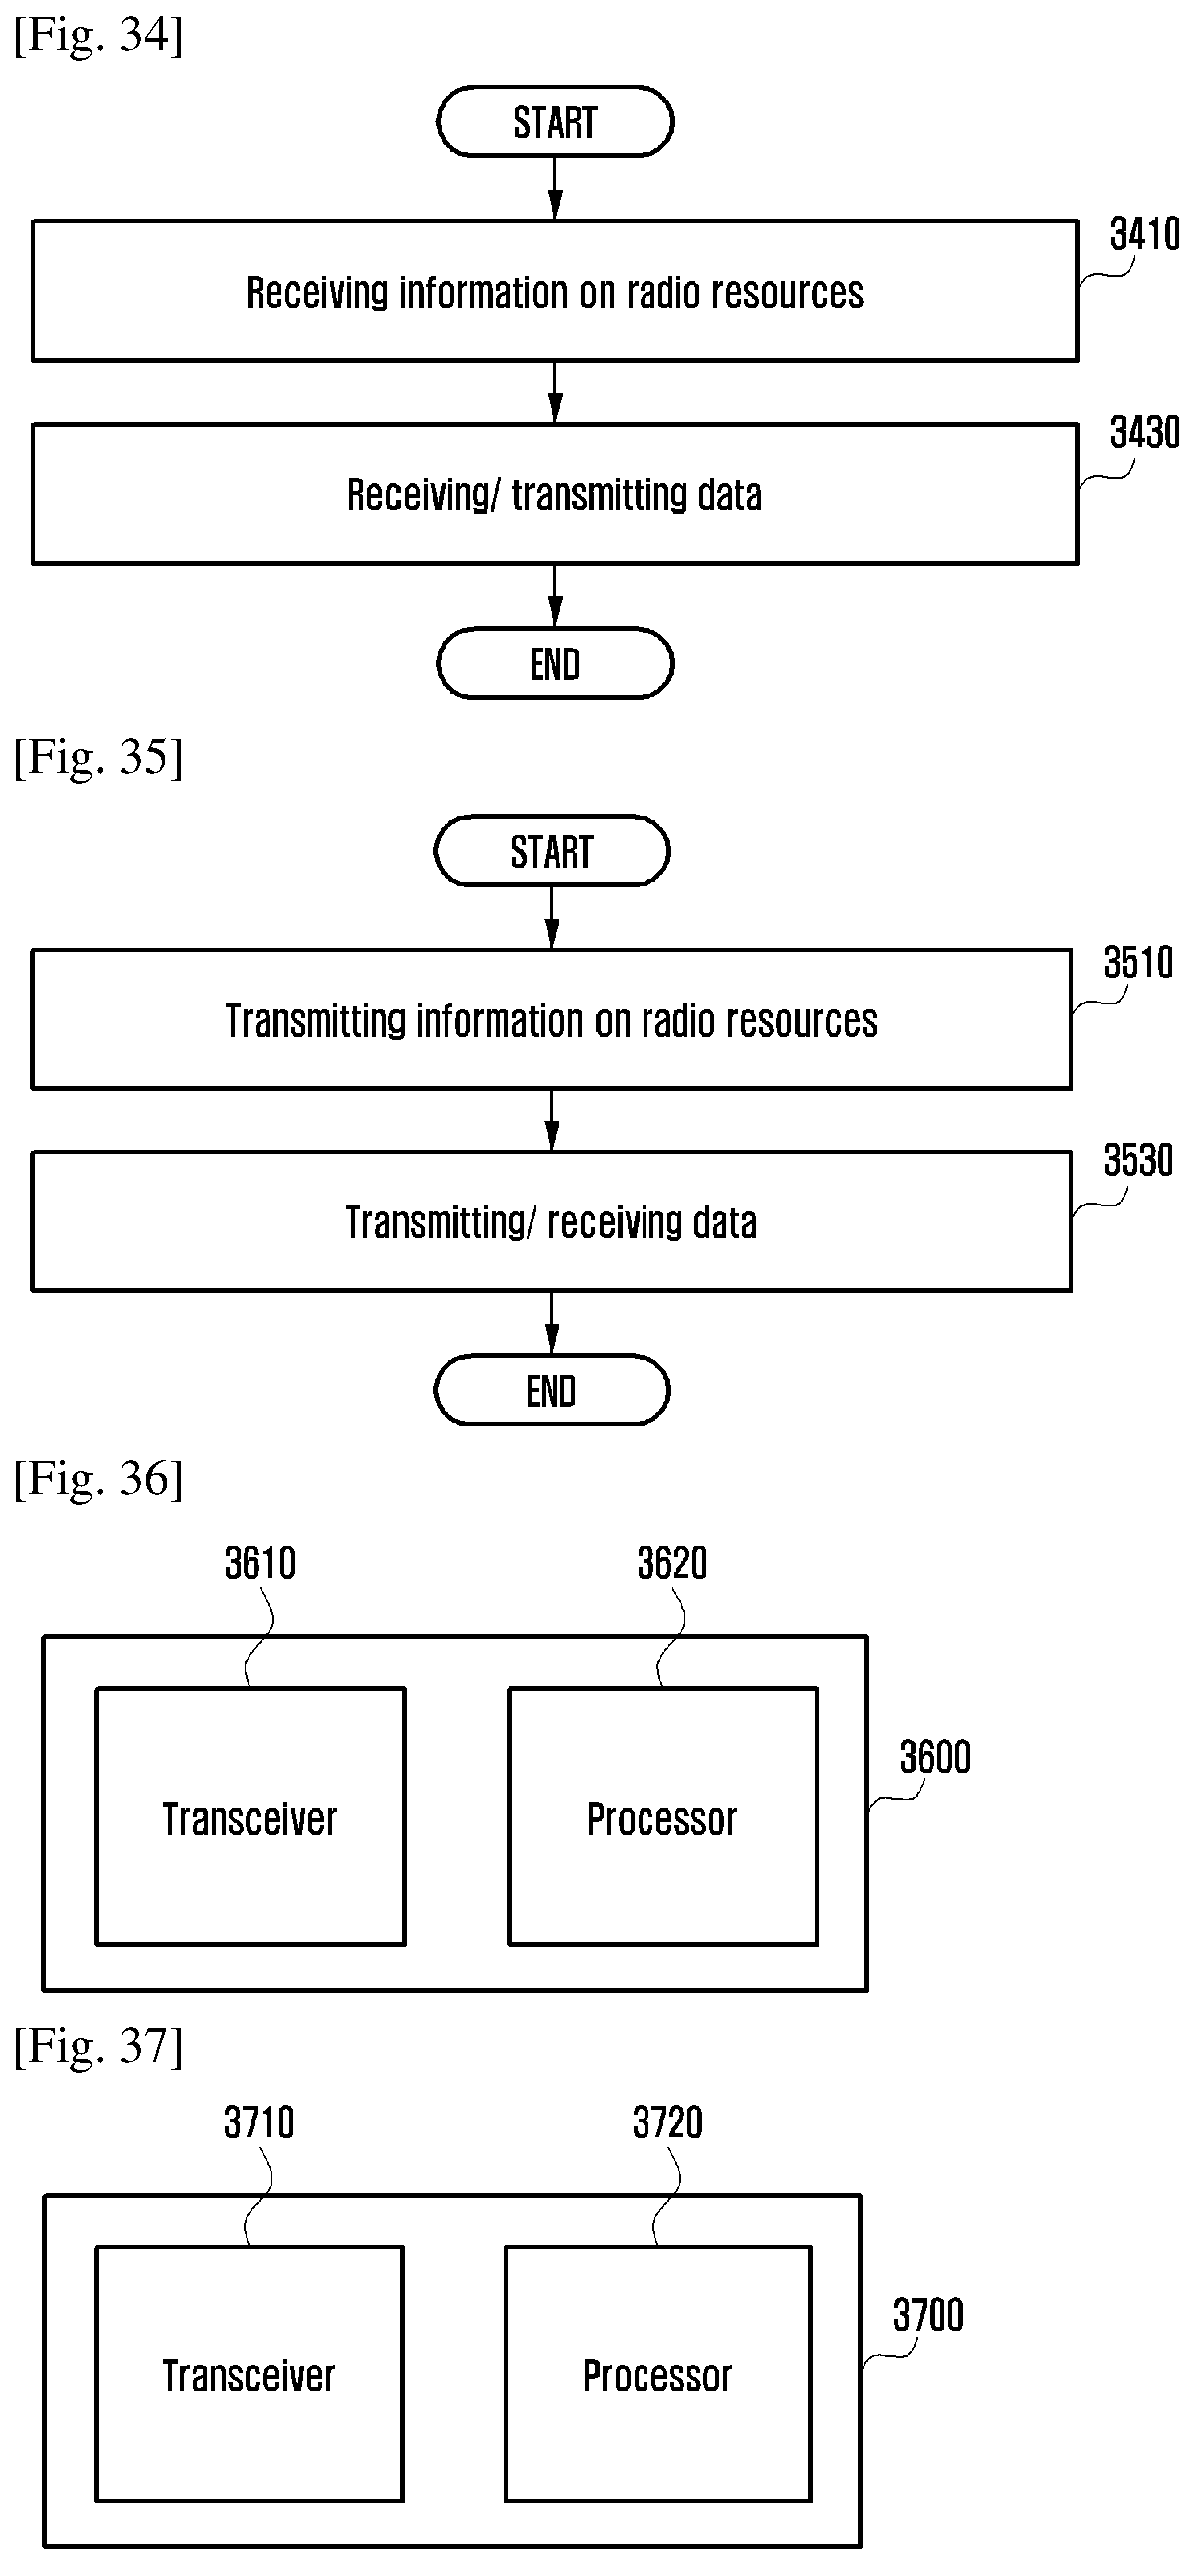 [Fig. 34]
START
Receiving information on radio resources
3410
Receiving/ transmitting data
3430
END
[Fig. 35]
START
Transmitting information on radio resources
3510
Transmitting/ receiving data
3530
END
[Fig. 36]
3610
3620
Transceiver
Processor
3600
[Fig. 37]
3710
3720
Transceiver
Processor
3700